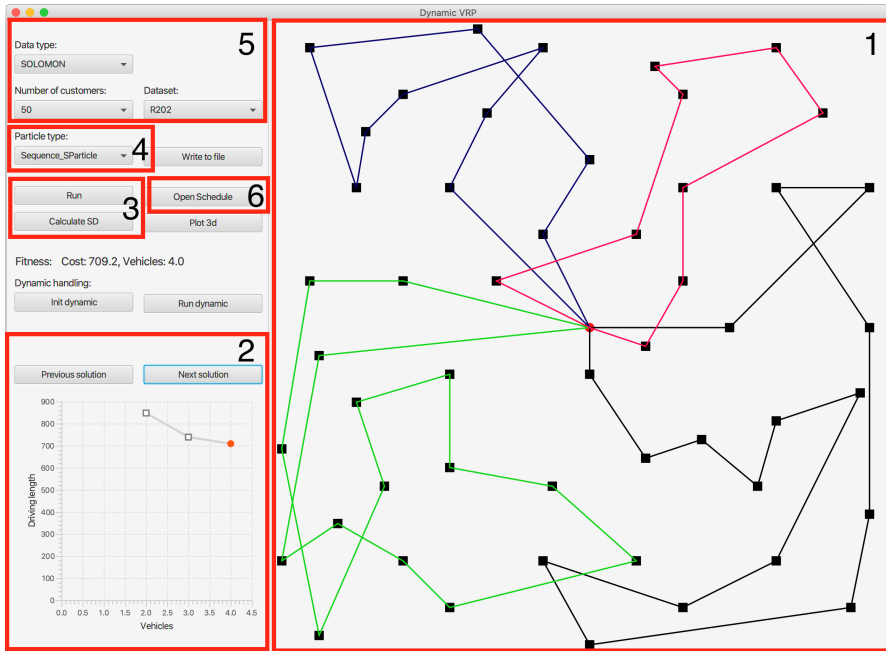 Dynamic VRP
5
1
Data type:
SOLOMON
Number of customers:
Dataset:
50
R202
Particle type:
Sequence_SParticle
4
Write to file
Run
Open Schedule
6
3
Calculate SD
Plot 3d
Fitness: Cost: 709.2, Vehicles: 4.0
Dynamic handling:
Init dynamic
Run dynamic
2
Previous solution
Next solution
900
800
700
600
500
400
300
200
100
0
Driving length
0.0 0.5 1.0 1.5 2.0 2.5 3.0 3.5 4.0 4.5
Vehicles